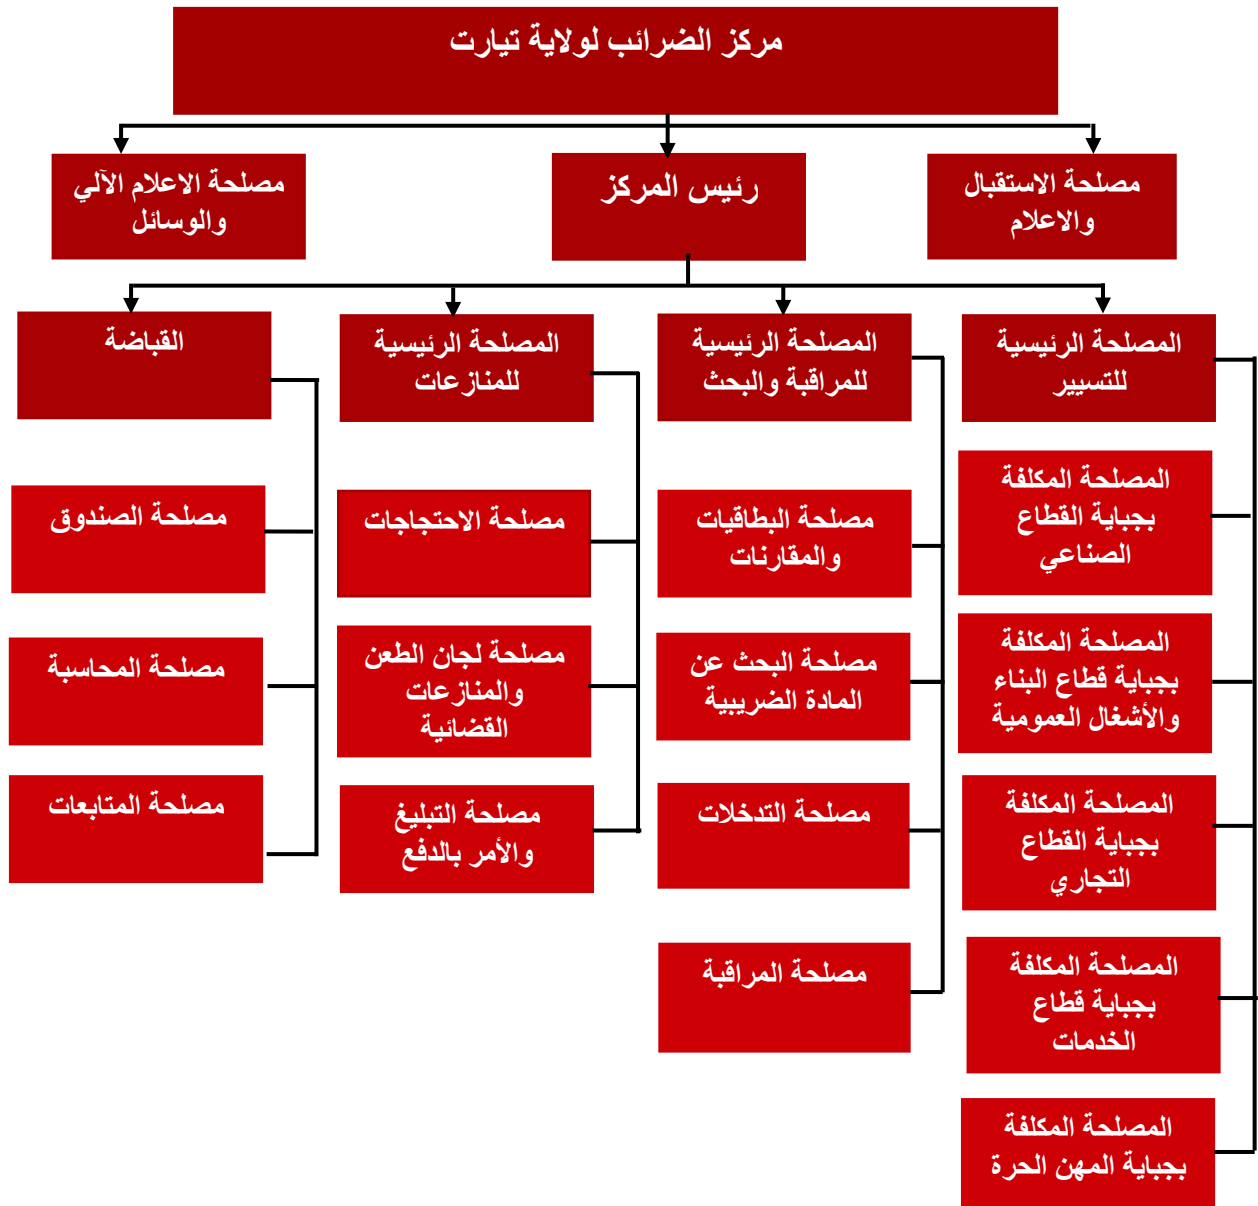 مركز الضرائب لولاية تيارت
مصلحة الاستقبال
والاعلام
رئيس المركز
مصلحة الاعلام الآلي
والوسائل
المصلحة الرئيسية
للتسيير
المصلحة الرئيسية
للمراقبة والبحث
المصلحة الرئيسية
للمنازعات
القباضة
المصلحة المكلفة
بجباية القطاع
الصناعي
المصلحة المكلفة
بجباية قطاع البناء
والأشغال العمومية
المصلحة المكلفة
بجباية القطاع
التجاري
المصلحة المكلفة
بجباية قطاع
الخدمات
المصلحة المكلفة
بجباية المهن الحرة
مصلحة البطاقيات
والمقارنات
مصلحة البحث عن
المادة الضريبية
مصلحة التدخلات
مصلحة المراقبة
مصلحة الاحتجاجات
مصلحة لجان الطعن
والمنازعات
القضائية
مصلحة التبليغ
والأمر بالدفع
مصلحة الصندوق
مصلحة المحاسبة
مصلحة المتابعات